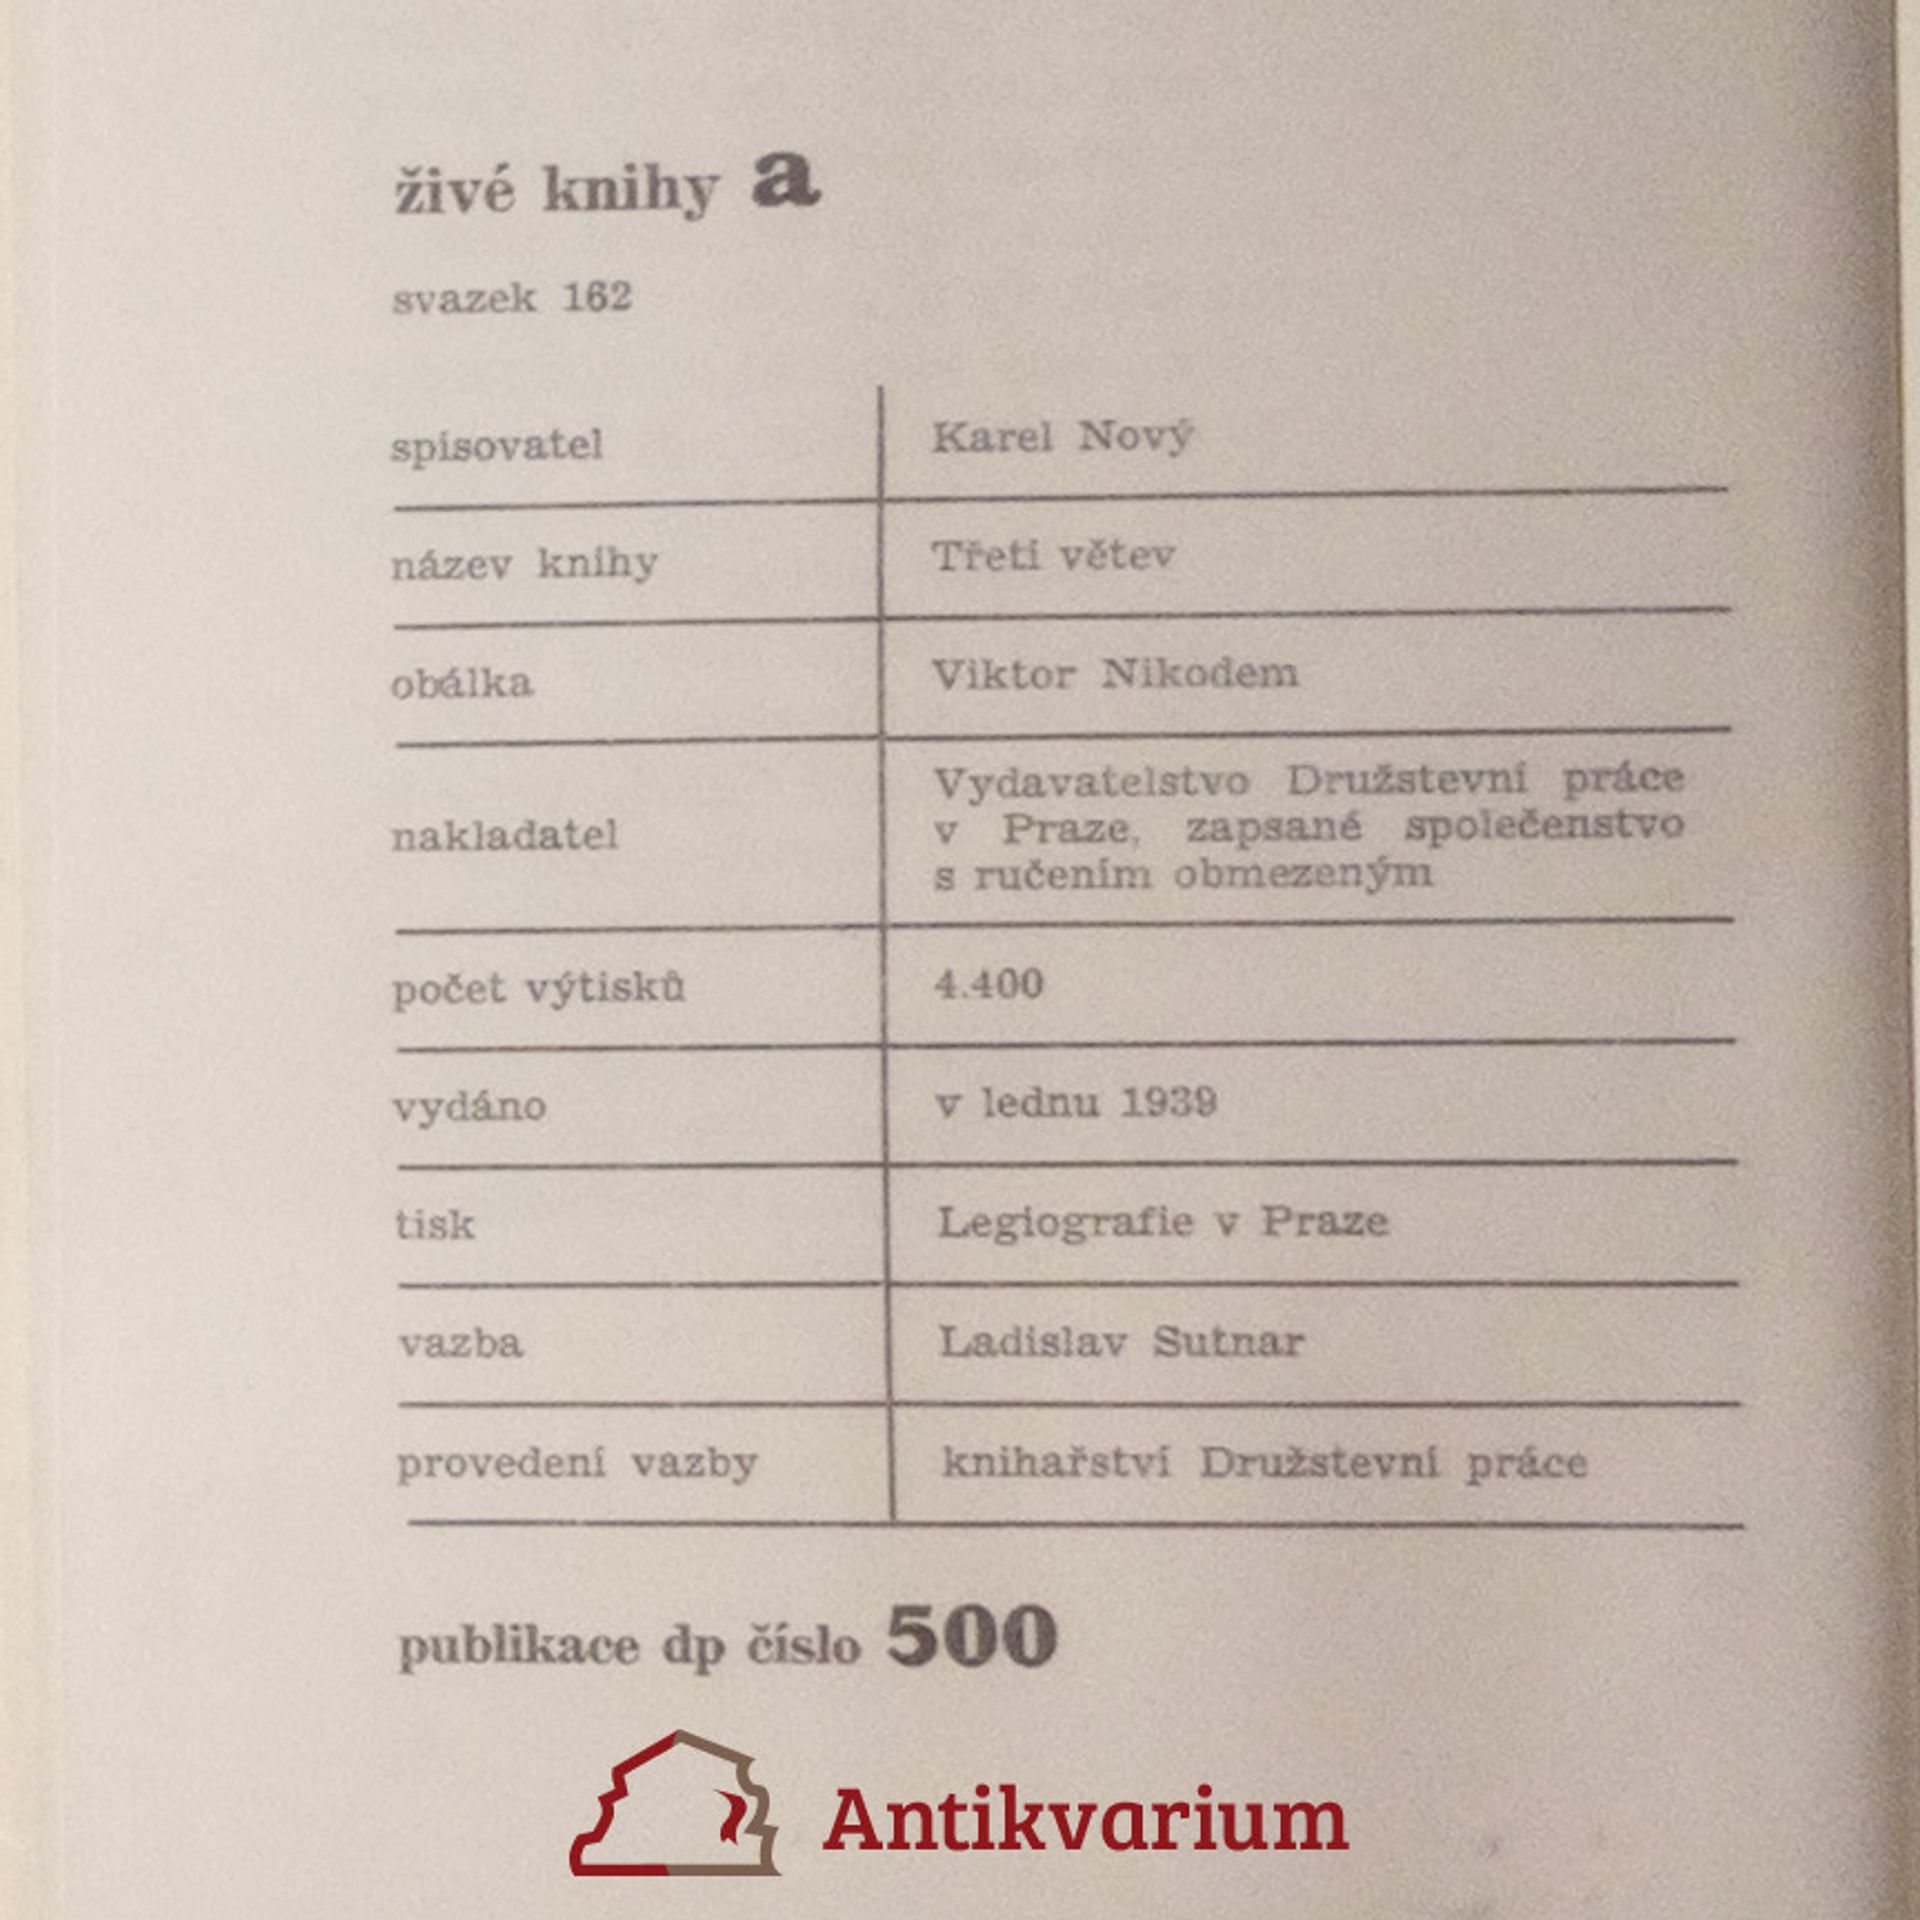 živé knihy a
svazek 162
spisovatel
Karel Nový
název knihy
Třetí větev
obálka
Viktor Nikodem
nakladatel
Vydavatelstvo Družstevní práce
v Praze, zapsané společenstvo
s ručením obmezeným
počet výtisků
4.400
vydáno
v lednu 1939
tisk
Legiografie v Praze
vazba
Ladislav Sutnar
provedení vazby
knihařství Družstevní práce
publikace dp číslo 500
Antikvarium